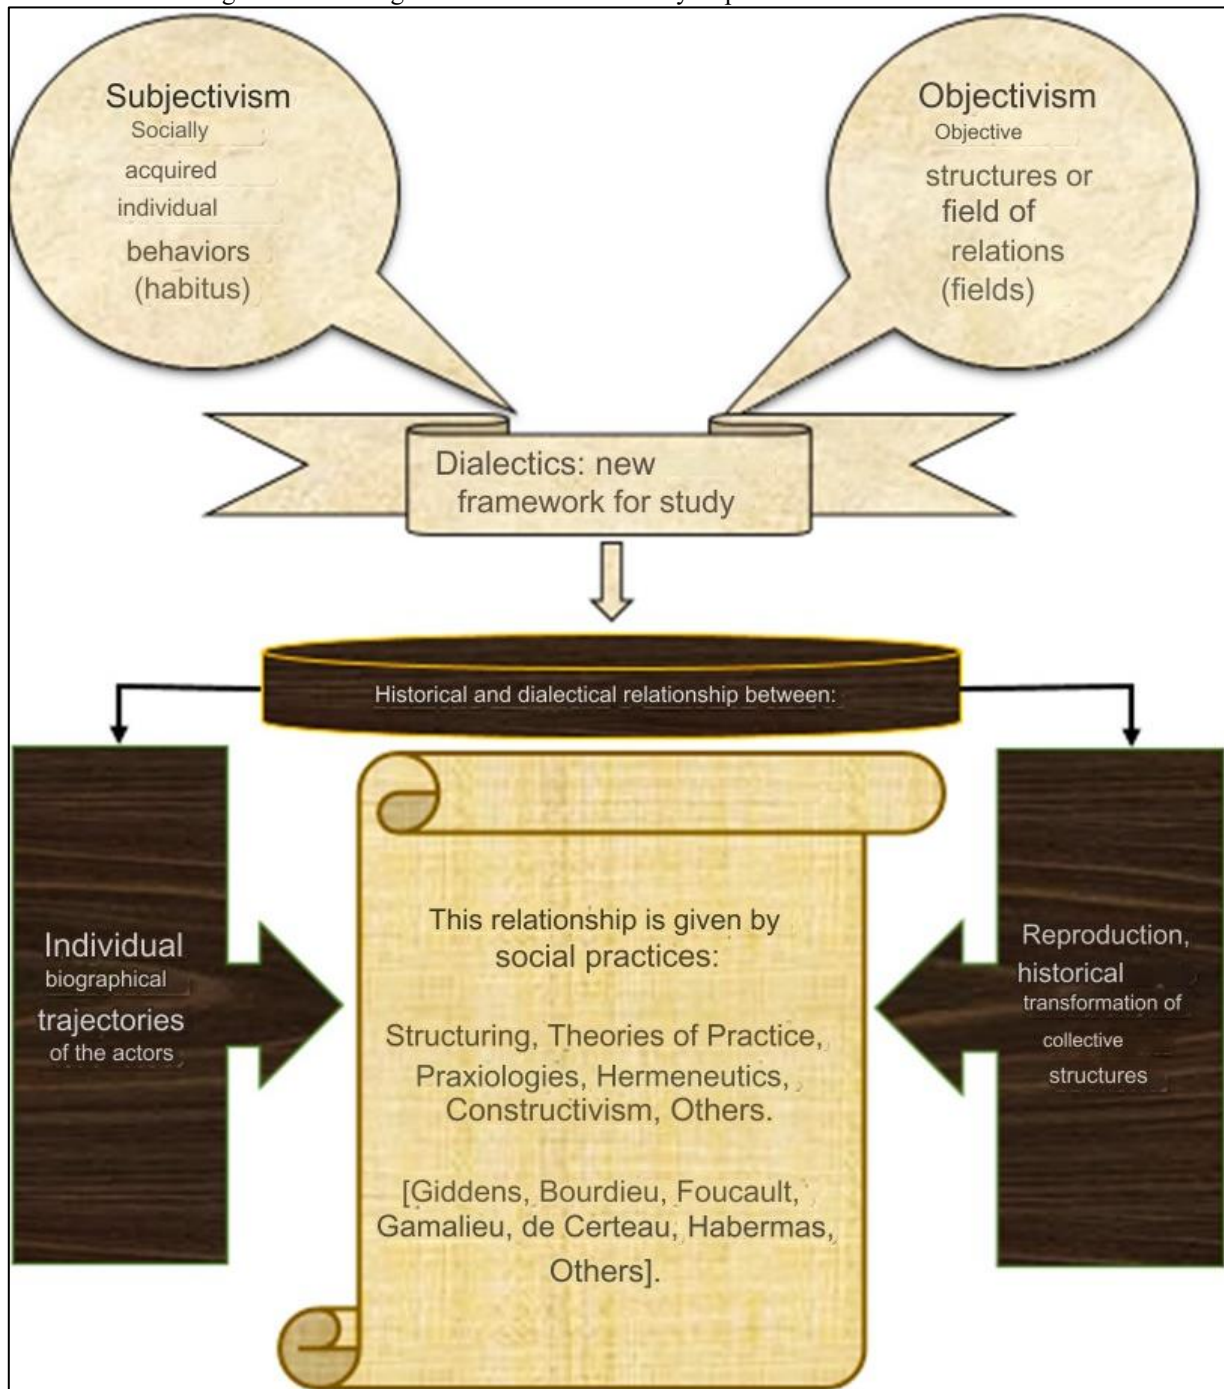 Subjectivism
Socially
acquired
individual
behaviors
(habitus)
Objectivism
Objective
structures or
field of
relations
(fields)
Dialectics: new
framework for study
Historical and dialectical relationship between:
Individual
biographical
trajectories
of the actors
This relationship is given by
social practices:
Structuring, Theories of Practice,
Praxiologies, Hermeneutics,
Constructivism, Others.
[Giddens, Bourdieu, Foucault,
Gamalieu, de Certeau, Habermas,
Others].
Reproduction,
historical
transformation of
collective
structures